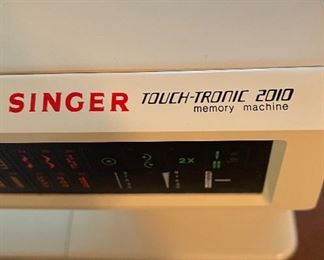 SINGER TOUCH-TRONIC 2010
memory machine
2X